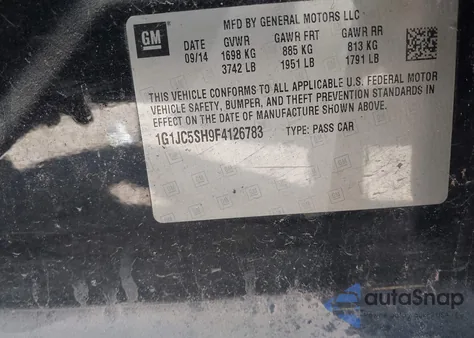 MFD BY GENERAL MOTORS LLC
GM
DATE GVWR GAWR FRT GAWR RR
09/14 1698 KG 885 KG 813 KG
3742 LB 1951 LB 1791 LB
THIS VEHICLE CONFORMS TO ALL APPLICABLE U.S. FEDERAL MOTOR
VEHICLE SAFETY, BUMPER, AND THEFT PREVENTION STANDARDS IN
EFFECT ON THE DATE OF MANUFACTURE SHOWN ABOVE.
1G1JC5SH9F4126783 TYPE: PASS CAR
autoSnap